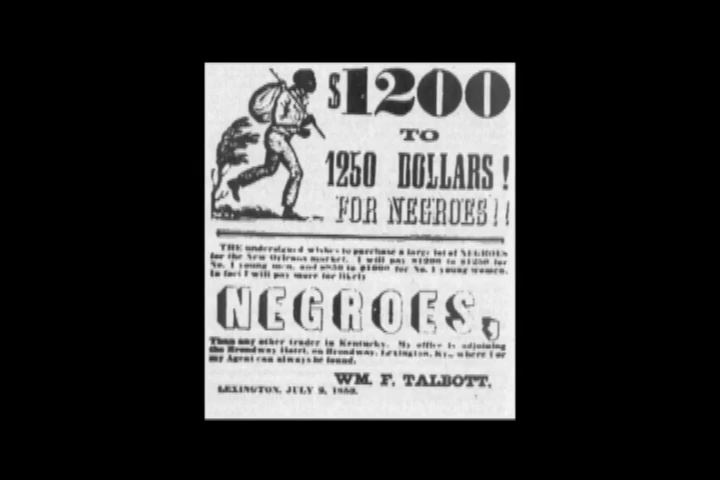 $1200
TO
1250 DOLLARS!
FOR NEGROES!!
THE undersigned wishes to purchase a large lot of NEGROES
for the New Orleans market. I will pay $1200 to $1250 for
No. 1 young men, and $850 to $1000 for No. 1 young women.
In fact I will pay more for likely
NEGROES,
Than any other trader in Kentucky. My office is adjoining
the Broadway Hotel, on Broadway, Lexington, Ky., where I or
my Agent can always be found.
WM. F. TALBOTT.
LEXINGTON, JULY 2,